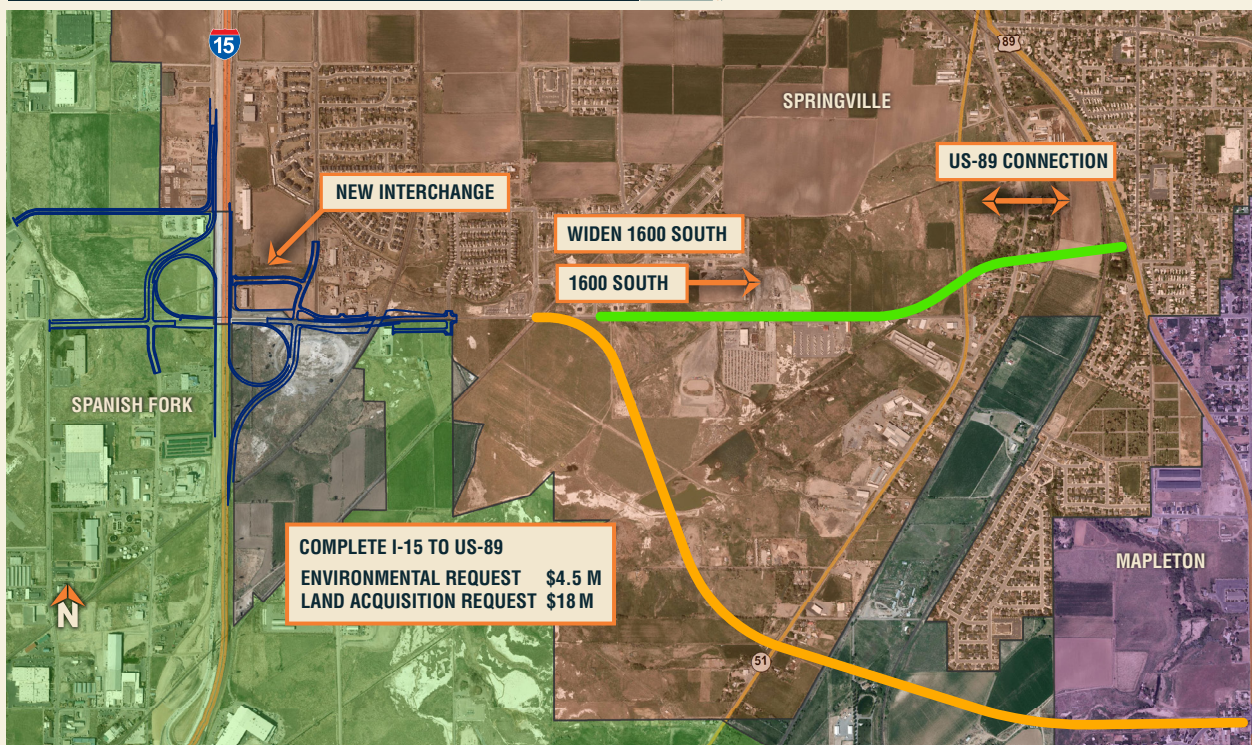 15
89
SPRINGVILLE
US-89 CONNECTION
NEW INTERCHANGE
WIDEN 1600 SOUTH
1600 SOUTH
SPANISH FORK
COMPLETE I-15 TO US-89
ENVIRONMENTAL REQUEST $4.5 M
LAND ACQUISITION REQUEST $18 M
MAPLETON
N
51